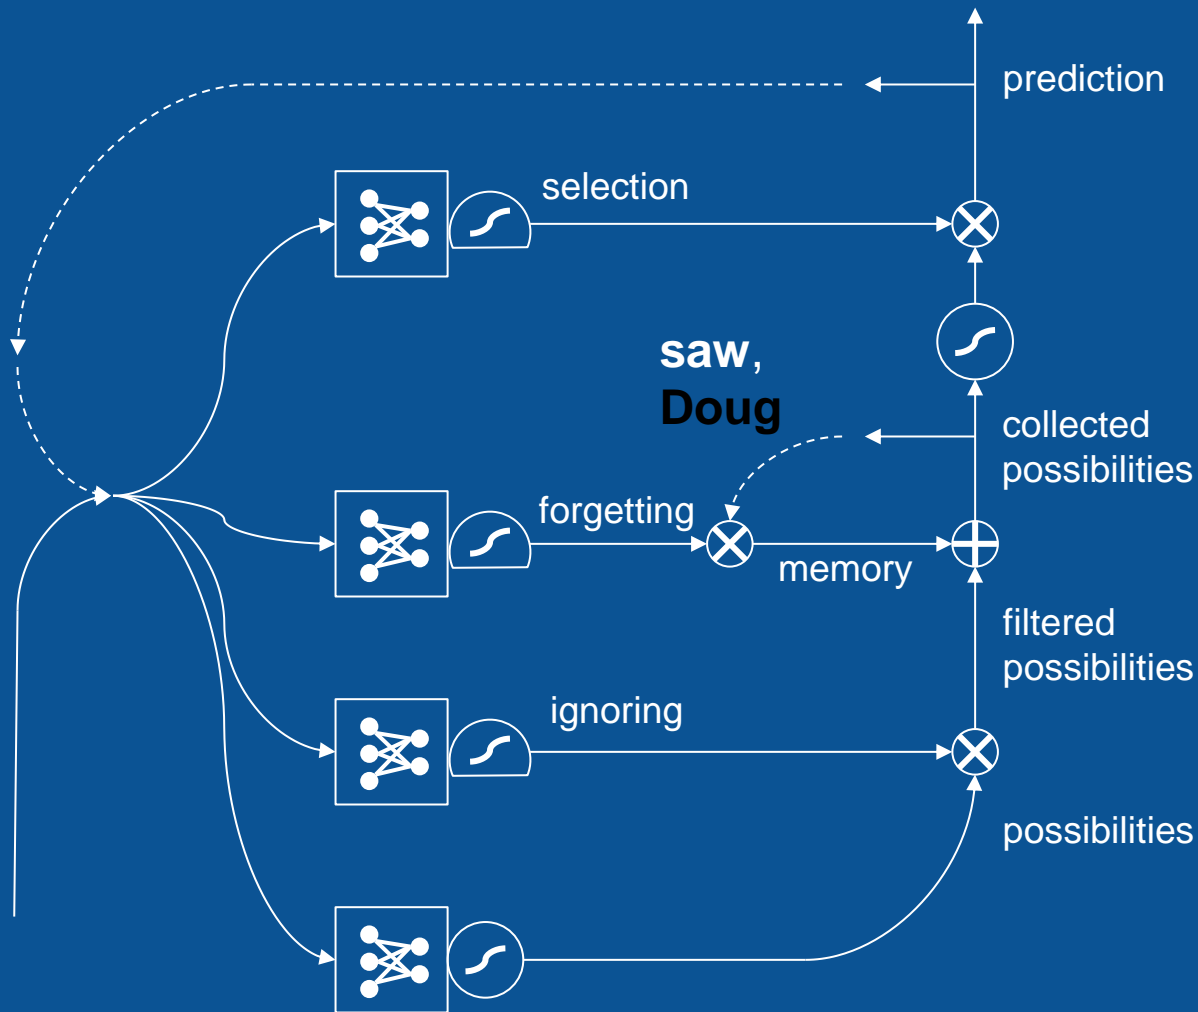 prediction
selection
saw,
Doug
collected
possibilities
forgetting
memory
filtered
possibilities
ignoring
possibilities